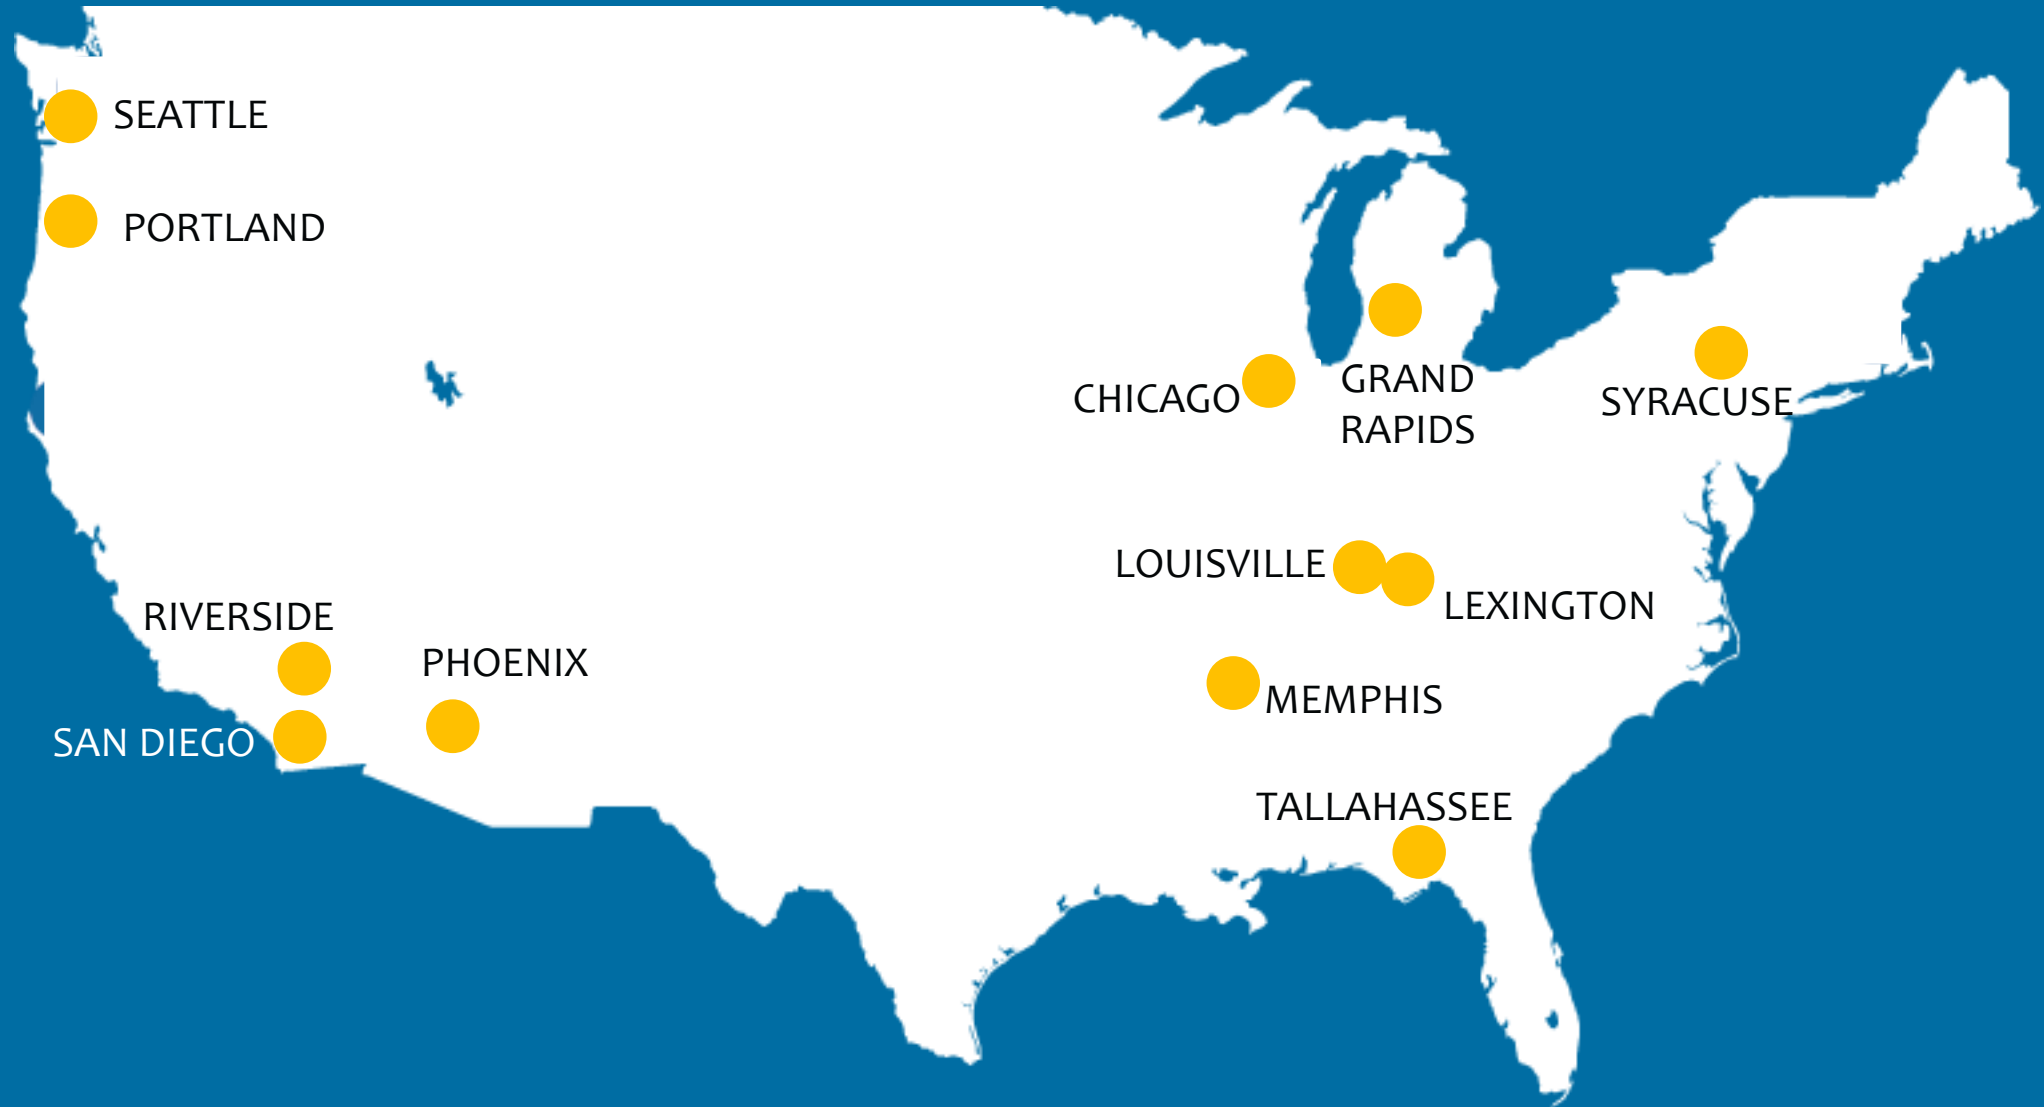 SEATTLE
PORTLAND
GRAND
RAPIDS
CHICAGO
SYRACUSE
LOUISVILLE
LEXINGTON
RIVERSIDE
PHOENIX
MEMPHIS
SAN DIEGO
TALLAHASSEE